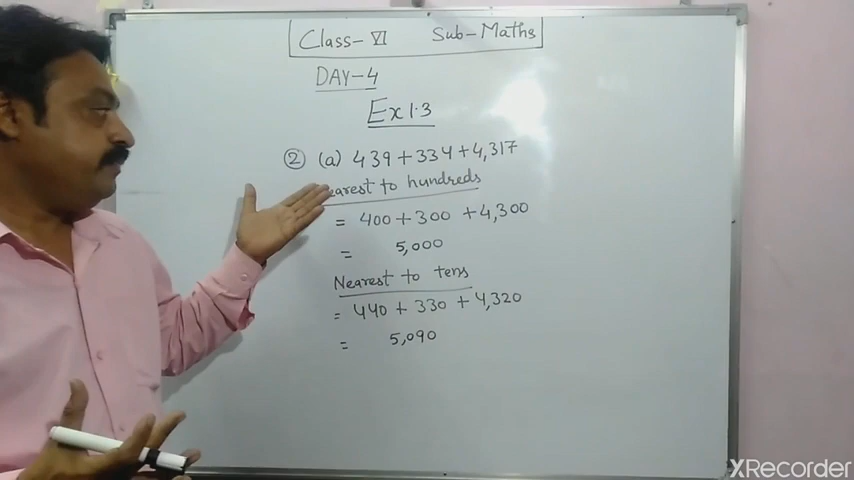 Class-VI Sub-Maths
DAY-4
Ex 1.3
② (a) 439+334+4,317
earest to hundreds
= 400+300 +4,300
= 5,000
Nearest to tens
= 440 + 330 + 4,320
= 5,090
XRecorder